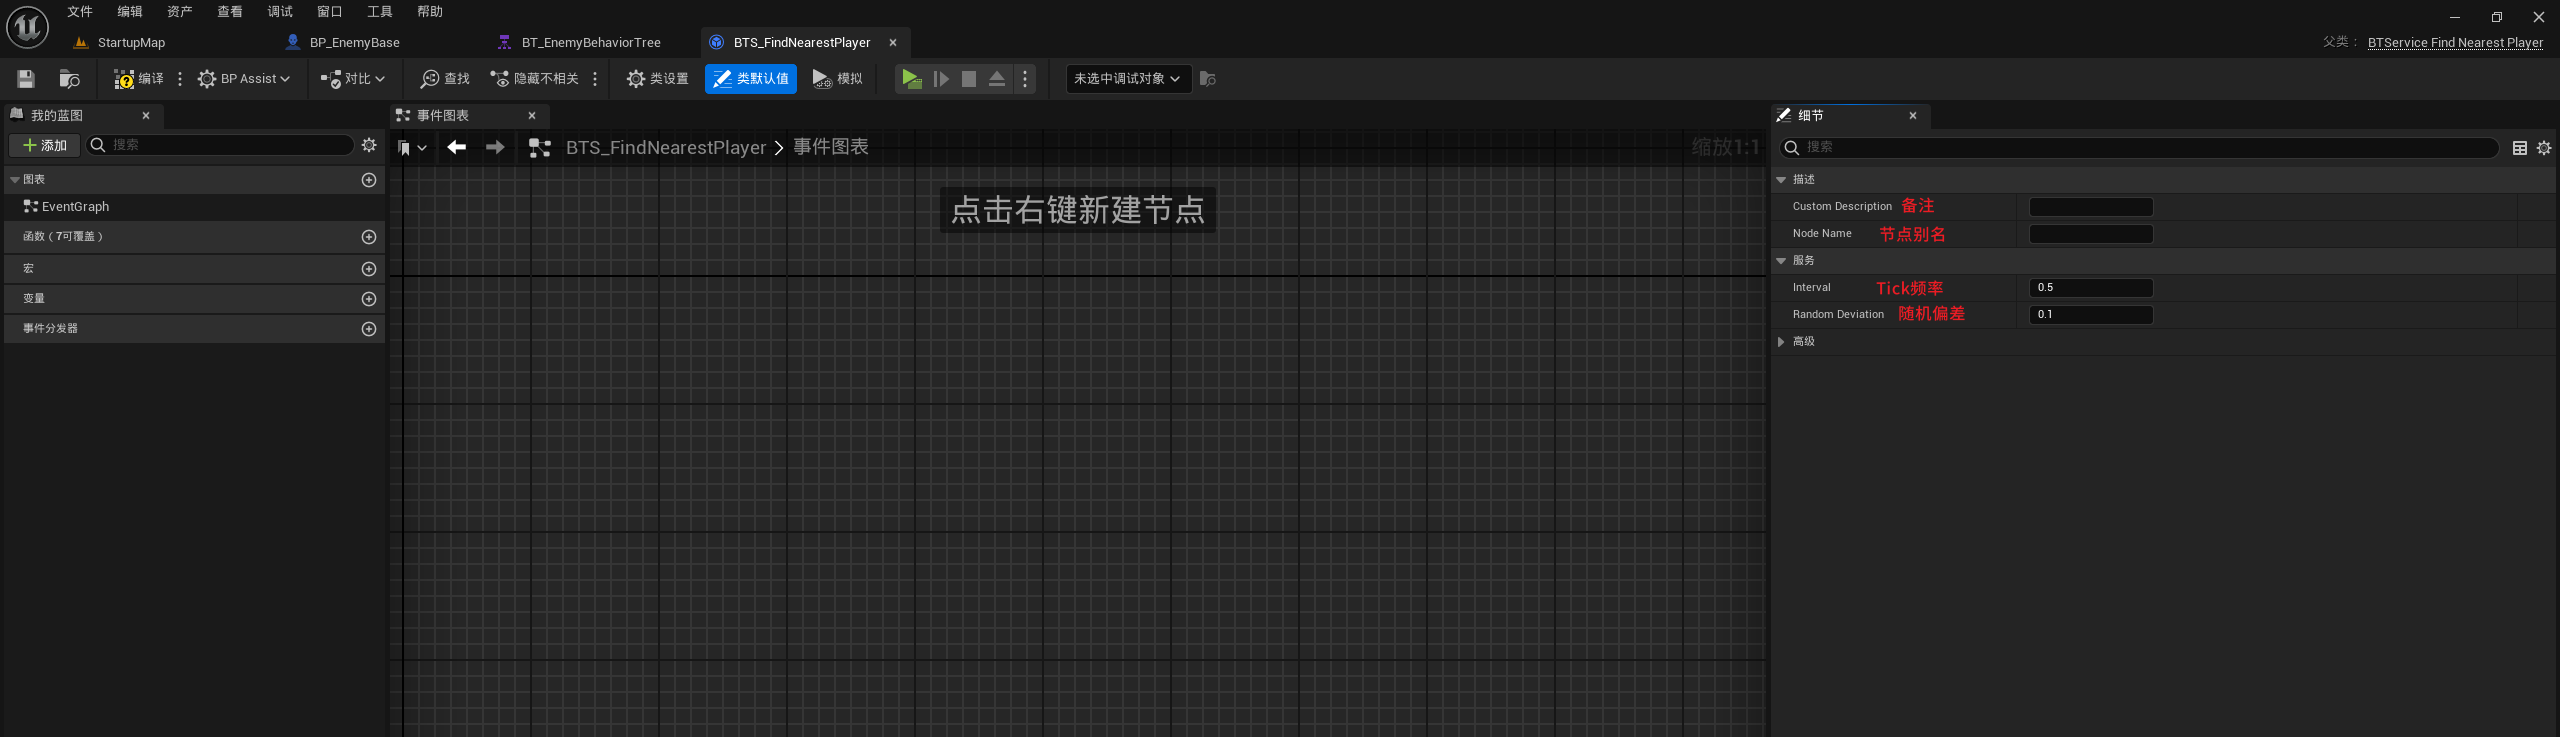 文件 编辑 资产 查看 调试 窗口 工具 帮助
StartupMap BP_EnemyBase BT_EnemyBehaviorTree BTS_FindNearestPlayer 父类： BTService Find Nearest Player
编译 BP Assist 对比 查找 隐藏不相关 类设置 类默认值 模拟 未选中调试对象
我的蓝图 事件图表 细节
添加 搜索 BTS_FindNearestPlayer 事件图表 缩放1:1 搜索
图表 描述
EventGraph 点击右键新建节点 Custom Description 备注
函数（7可覆盖） Node Name 节点别名
宏 服务
变量 Interval Tick频率 0.5
事件分发器 Random Deviation 随机偏差 0.1
高级